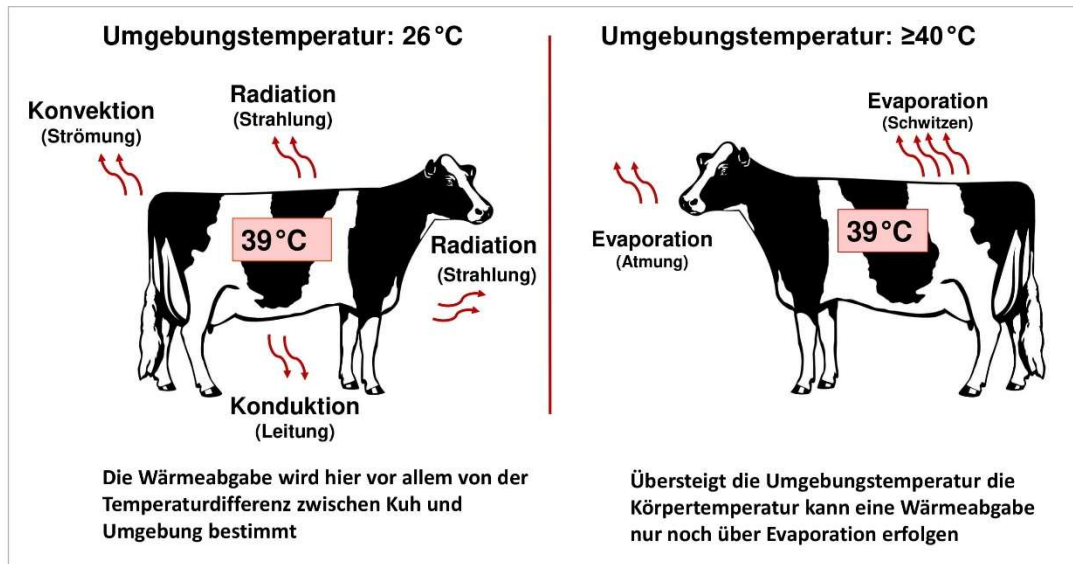 Umgebungstemperatur: 26°C
Konvektion
(Strömung)
Radiation
(Strahlung)
39°C
Radiation
(Strahlung)
Konduktion
(Leitung)
Die Wärmeabgabe wird hier vor allem von der
Temperaturdifferenz zwischen Kuh und
Umgebung bestimmt
Umgebungstemperatur: ≥40°C
Evaporation
(Schwitzen)
39°C
Evaporation
(Atmung)
Übersteigt die Umgebungstemperatur die
Körpertemperatur kann eine Wärmeabgabe
nur noch über Evaporation erfolgen